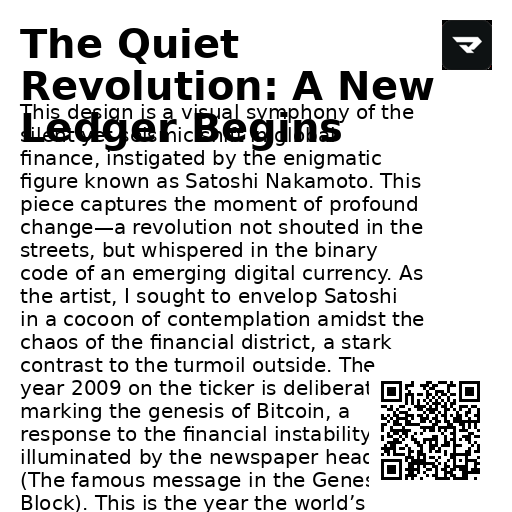 The Quiet
Revolution: A New
Ledger Begins
This design is a visual symphony of the
silent yet seismic shift in global
finance, instigated by the enigmatic
figure known as Satoshi Nakamoto. This
piece captures the moment of profound
change—a revolution not shouted in the
streets, but whispered in the binary
code of an emerging digital currency. As
the artist, I sought to envelop Satoshi
in a cocoon of contemplation amidst the
chaos of the financial district, a stark
contrast to the turmoil outside. The
year 2009 on the ticker is deliberat
marking the genesis of Bitcoin, a
response to the financial instability
illuminated by the newspaper head
(The famous message in the Genes
Block). This is the year the world’s